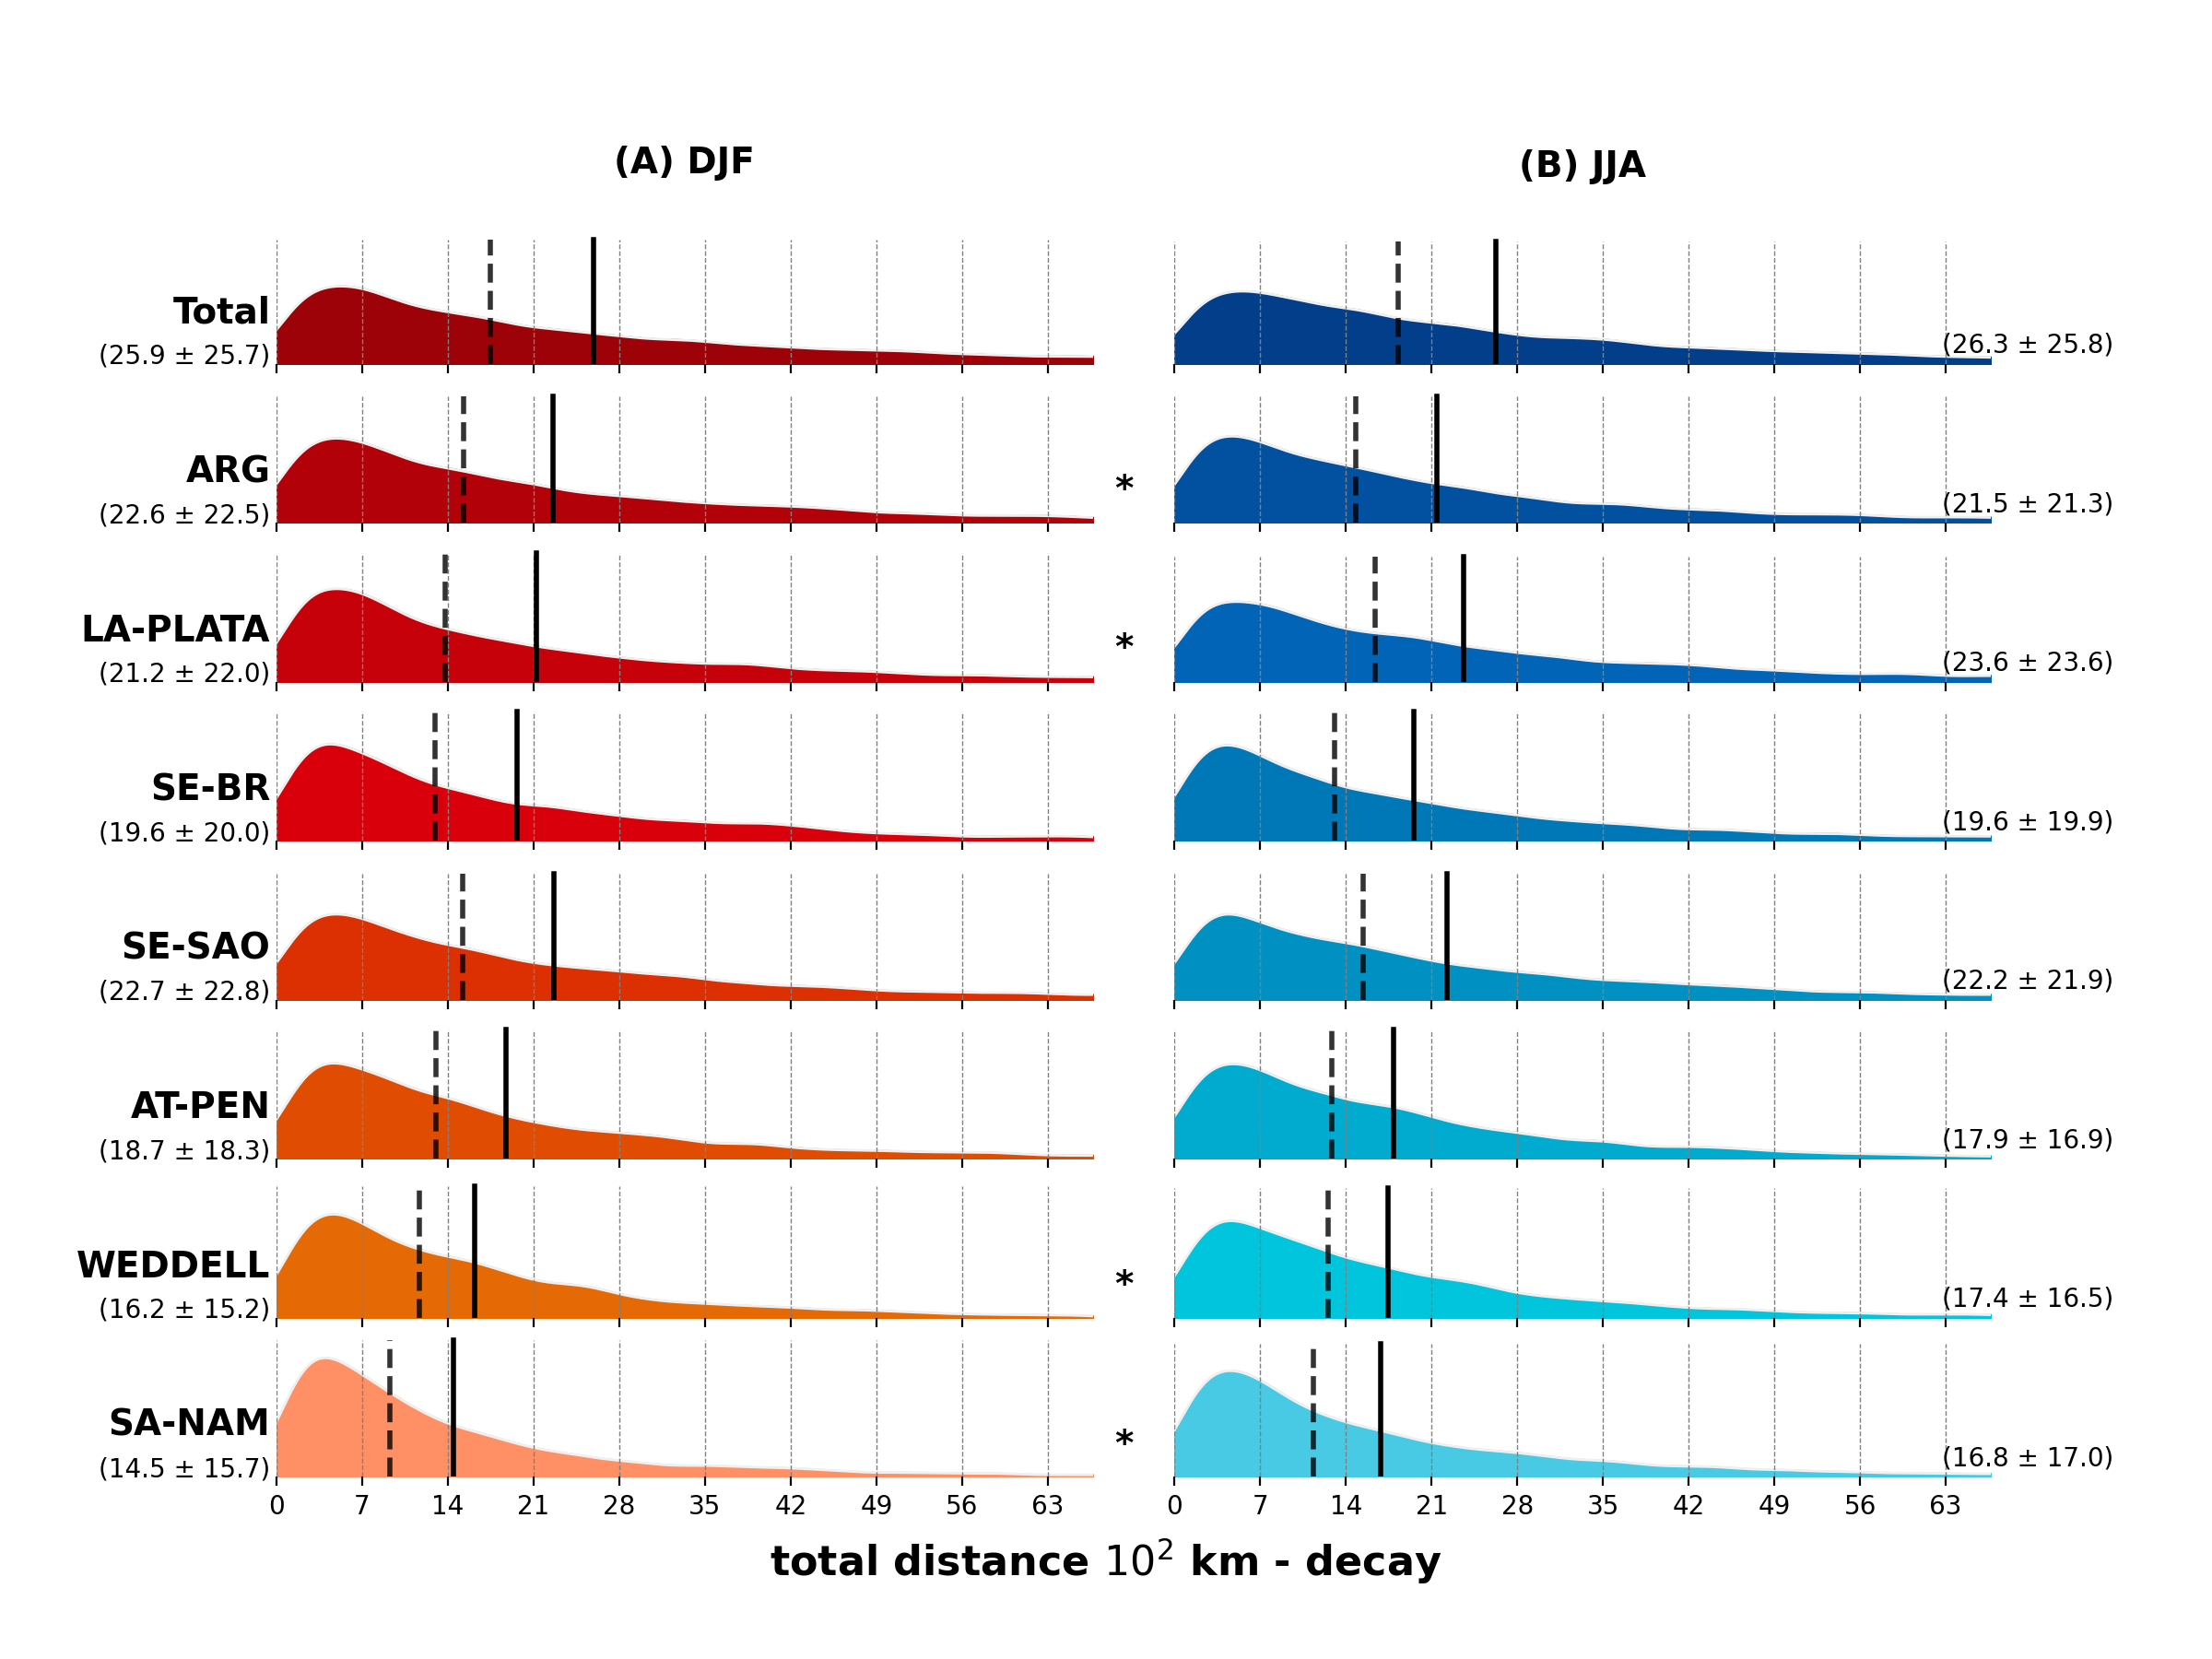 (A) DJF
(B) JJA
Total
(25.9 ± 25.7)
(26.3 ± 25.8)
ARG
(22.6 ± 22.5)
*
(21.5 ± 21.3)
LA-PLATA
(21.2 ± 22.0)
*
(23.6 ± 23.6)
SE-BR
(19.6 ± 20.0)
(19.6 ± 19.9)
SE-SAO
(22.7 ± 22.8)
(22.2 ± 21.9)
AT-PEN
(18.7 ± 18.3)
(17.9 ± 16.9)
WEDDELL
(16.2 ± 15.2)
*
(17.4 ± 16.5)
SA-NAM
(14.5 ± 15.7)
*
(16.8 ± 17.0)
0 7 14 21 28 35 42 49 56 63
0 7 14 21 28 35 42 49 56 63
total distance 10² km - decay